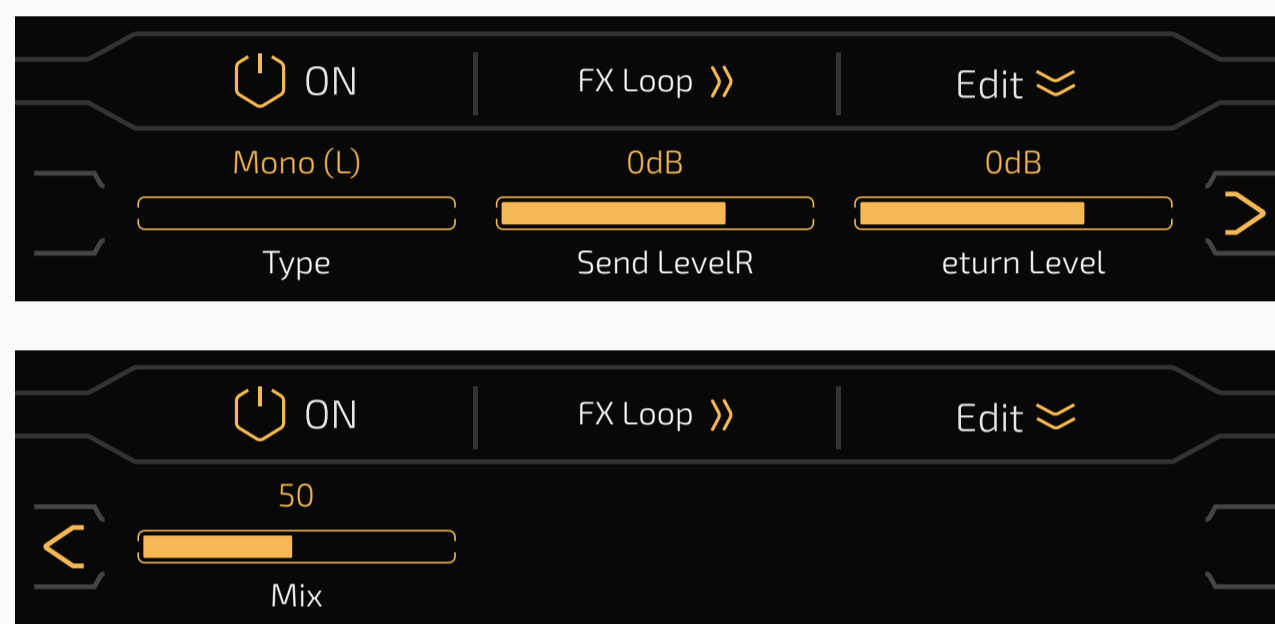 ON FX Loop Edit
Mono (L) 0dB 0dB
Type Send LevelR eturn Level
ON FX Loop Edit
50
Mix